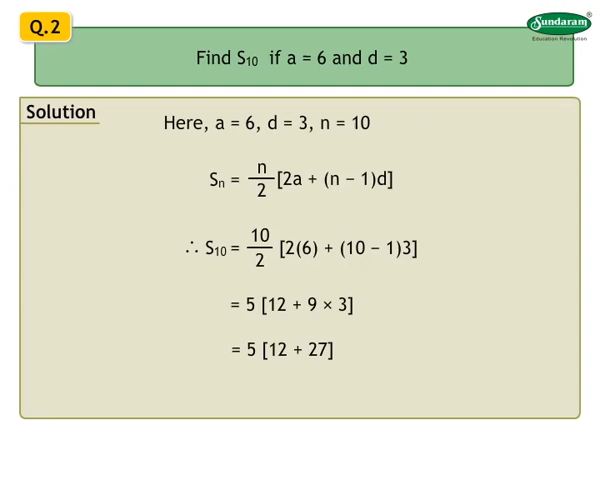 Q.2
Sundaram®
Education Revolution
Find S₁₀ if a = 6 and d = 3
Solution
Here, a = 6, d = 3, n = 10
Sₙ = n/2 [2a + (n − 1)d]
∴ S₁₀ = 10/2 [2(6) + (10 − 1)3]
= 5 [12 + 9 × 3]
= 5 [12 + 27]